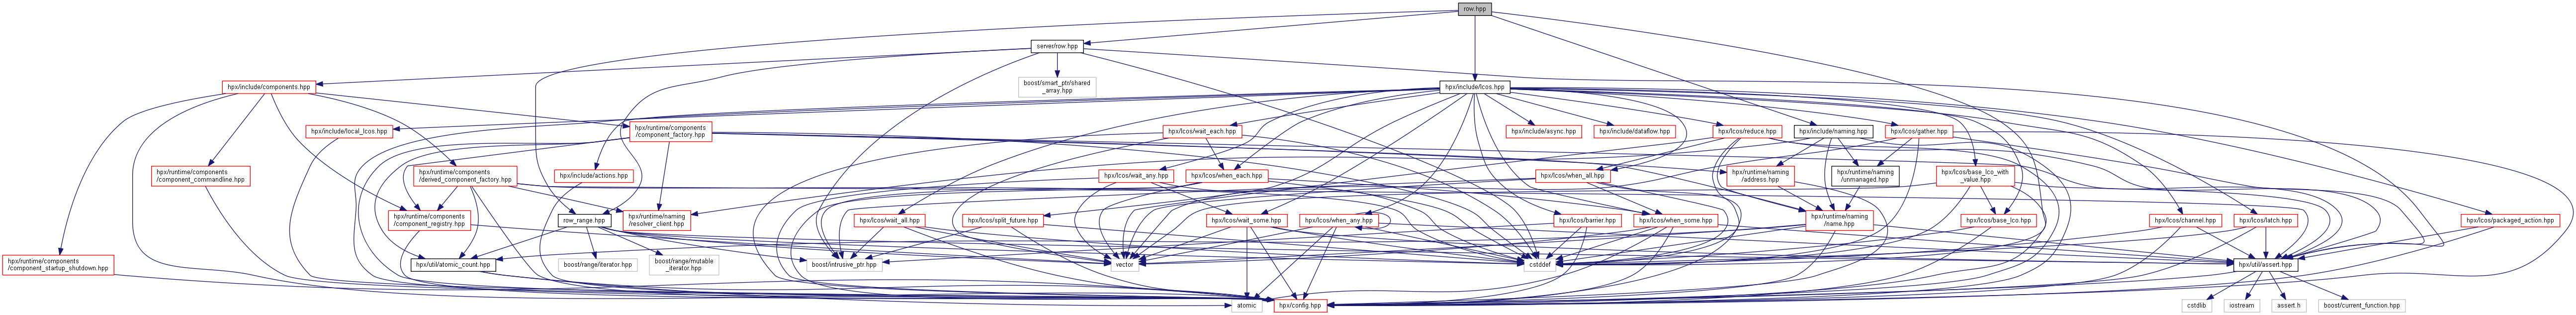 row.hpp
server/row.hpp
boost/smart_ptr/shared
_array.hpp
hpx/include/components.hpp
hpx/include/lcos.hpp
hpx/include/local_lcos.hpp
hpx/runtime/components
/component_factory.hpp
hpx/lcos/wait_each.hpp
hpx/include/async.hpp
hpx/include/dataflow.hpp
hpx/lcos/reduce.hpp
hpx/include/naming.hpp
hpx/lcos/gather.hpp
hpx/runtime/components
/component_commandline.hpp
hpx/runtime/components
/derived_component_factory.hpp
hpx/include/actions.hpp
hpx/lcos/wait_any.hpp
hpx/lcos/when_each.hpp
hpx/lcos/when_all.hpp
hpx/runtime/naming
/address.hpp
hpx/runtime/naming
/unmanaged.hpp
hpx/lcos/base_lco_with
_value.hpp
hpx/runtime/components
/component_registry.hpp
row_range.hpp
hpx/runtime/naming
/resolver_client.hpp
hpx/lcos/wait_all.hpp
hpx/lcos/split_future.hpp
hpx/lcos/wait_some.hpp
hpx/lcos/when_any.hpp
hpx/lcos/barrier.hpp
hpx/lcos/when_some.hpp
hpx/runtime/naming
/name.hpp
hpx/lcos/base_lco.hpp
hpx/lcos/channel.hpp
hpx/lcos/latch.hpp
hpx/lcos/packaged_action.hpp
hpx/runtime/components
/component_startup_shutdown.hpp
hpx/util/atomic_count.hpp
boost/range/iterator.hpp
boost/range/mutable
_iterator.hpp
boost/intrusive_ptr.hpp
vector
cstddef
hpx/util/assert.hpp
atomic
hpx/config.hpp
cstdlib
iostream
assert.h
boost/current_function.hpp